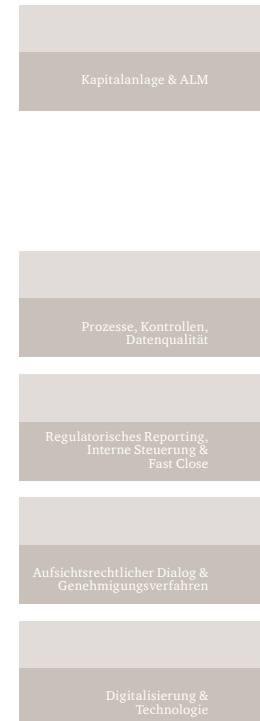 Kapitalanlage & ALM
Prozesse, Kontrollen,
Datenqualität
Regulatorisches Reporting,
Interne Steuerung &
Fast Close
Aufsichtsrechtlicher Dialog &
Genehmigungsverfahren
Digitalisierung &
Technologie